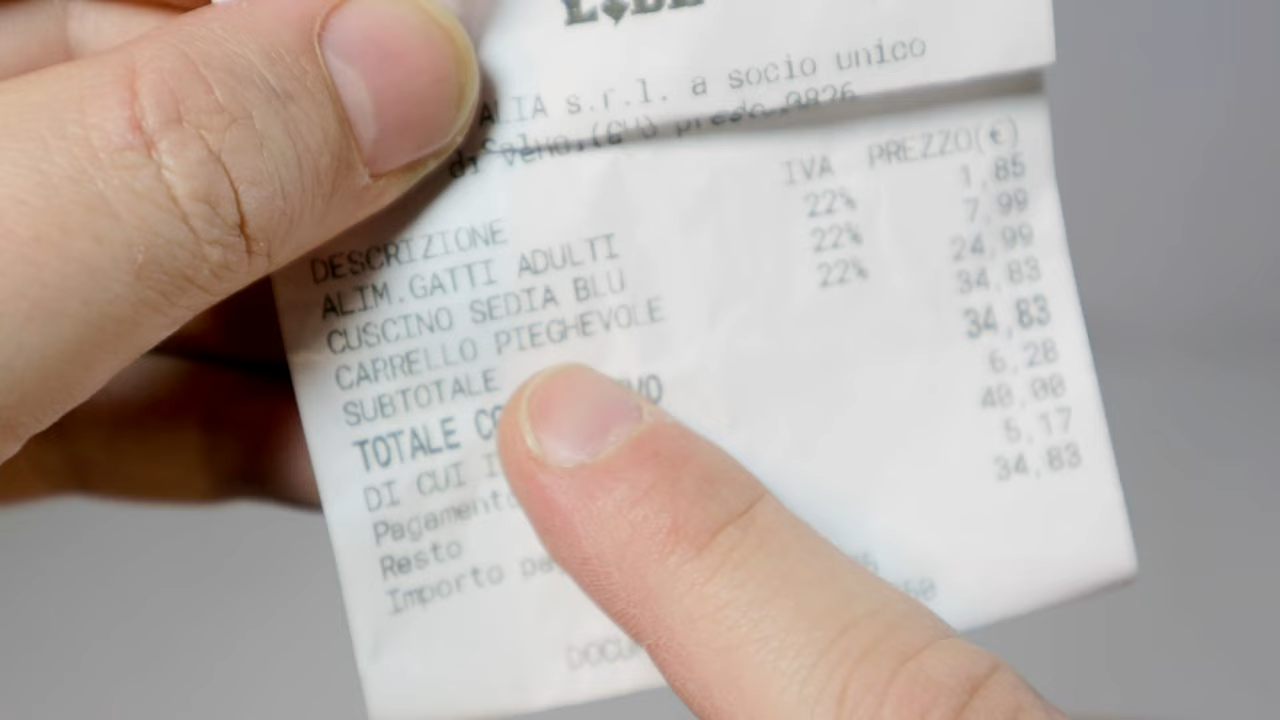 ALIA s.r.l. a socio unico
DESCRIZIONE IVA PREZZO(€)
ALIM.GATTI ADULTI 22% 1,85
CUSCINO SEDIA BLU 22% 7,99
CARRELLO PIEGHEVOLE 22% 24,99
SUBTOTALE 34,83
TOTALE 34,83
DI CUI 6,28
Pagamento 40,00
Resto 5,17
Importo 34,83